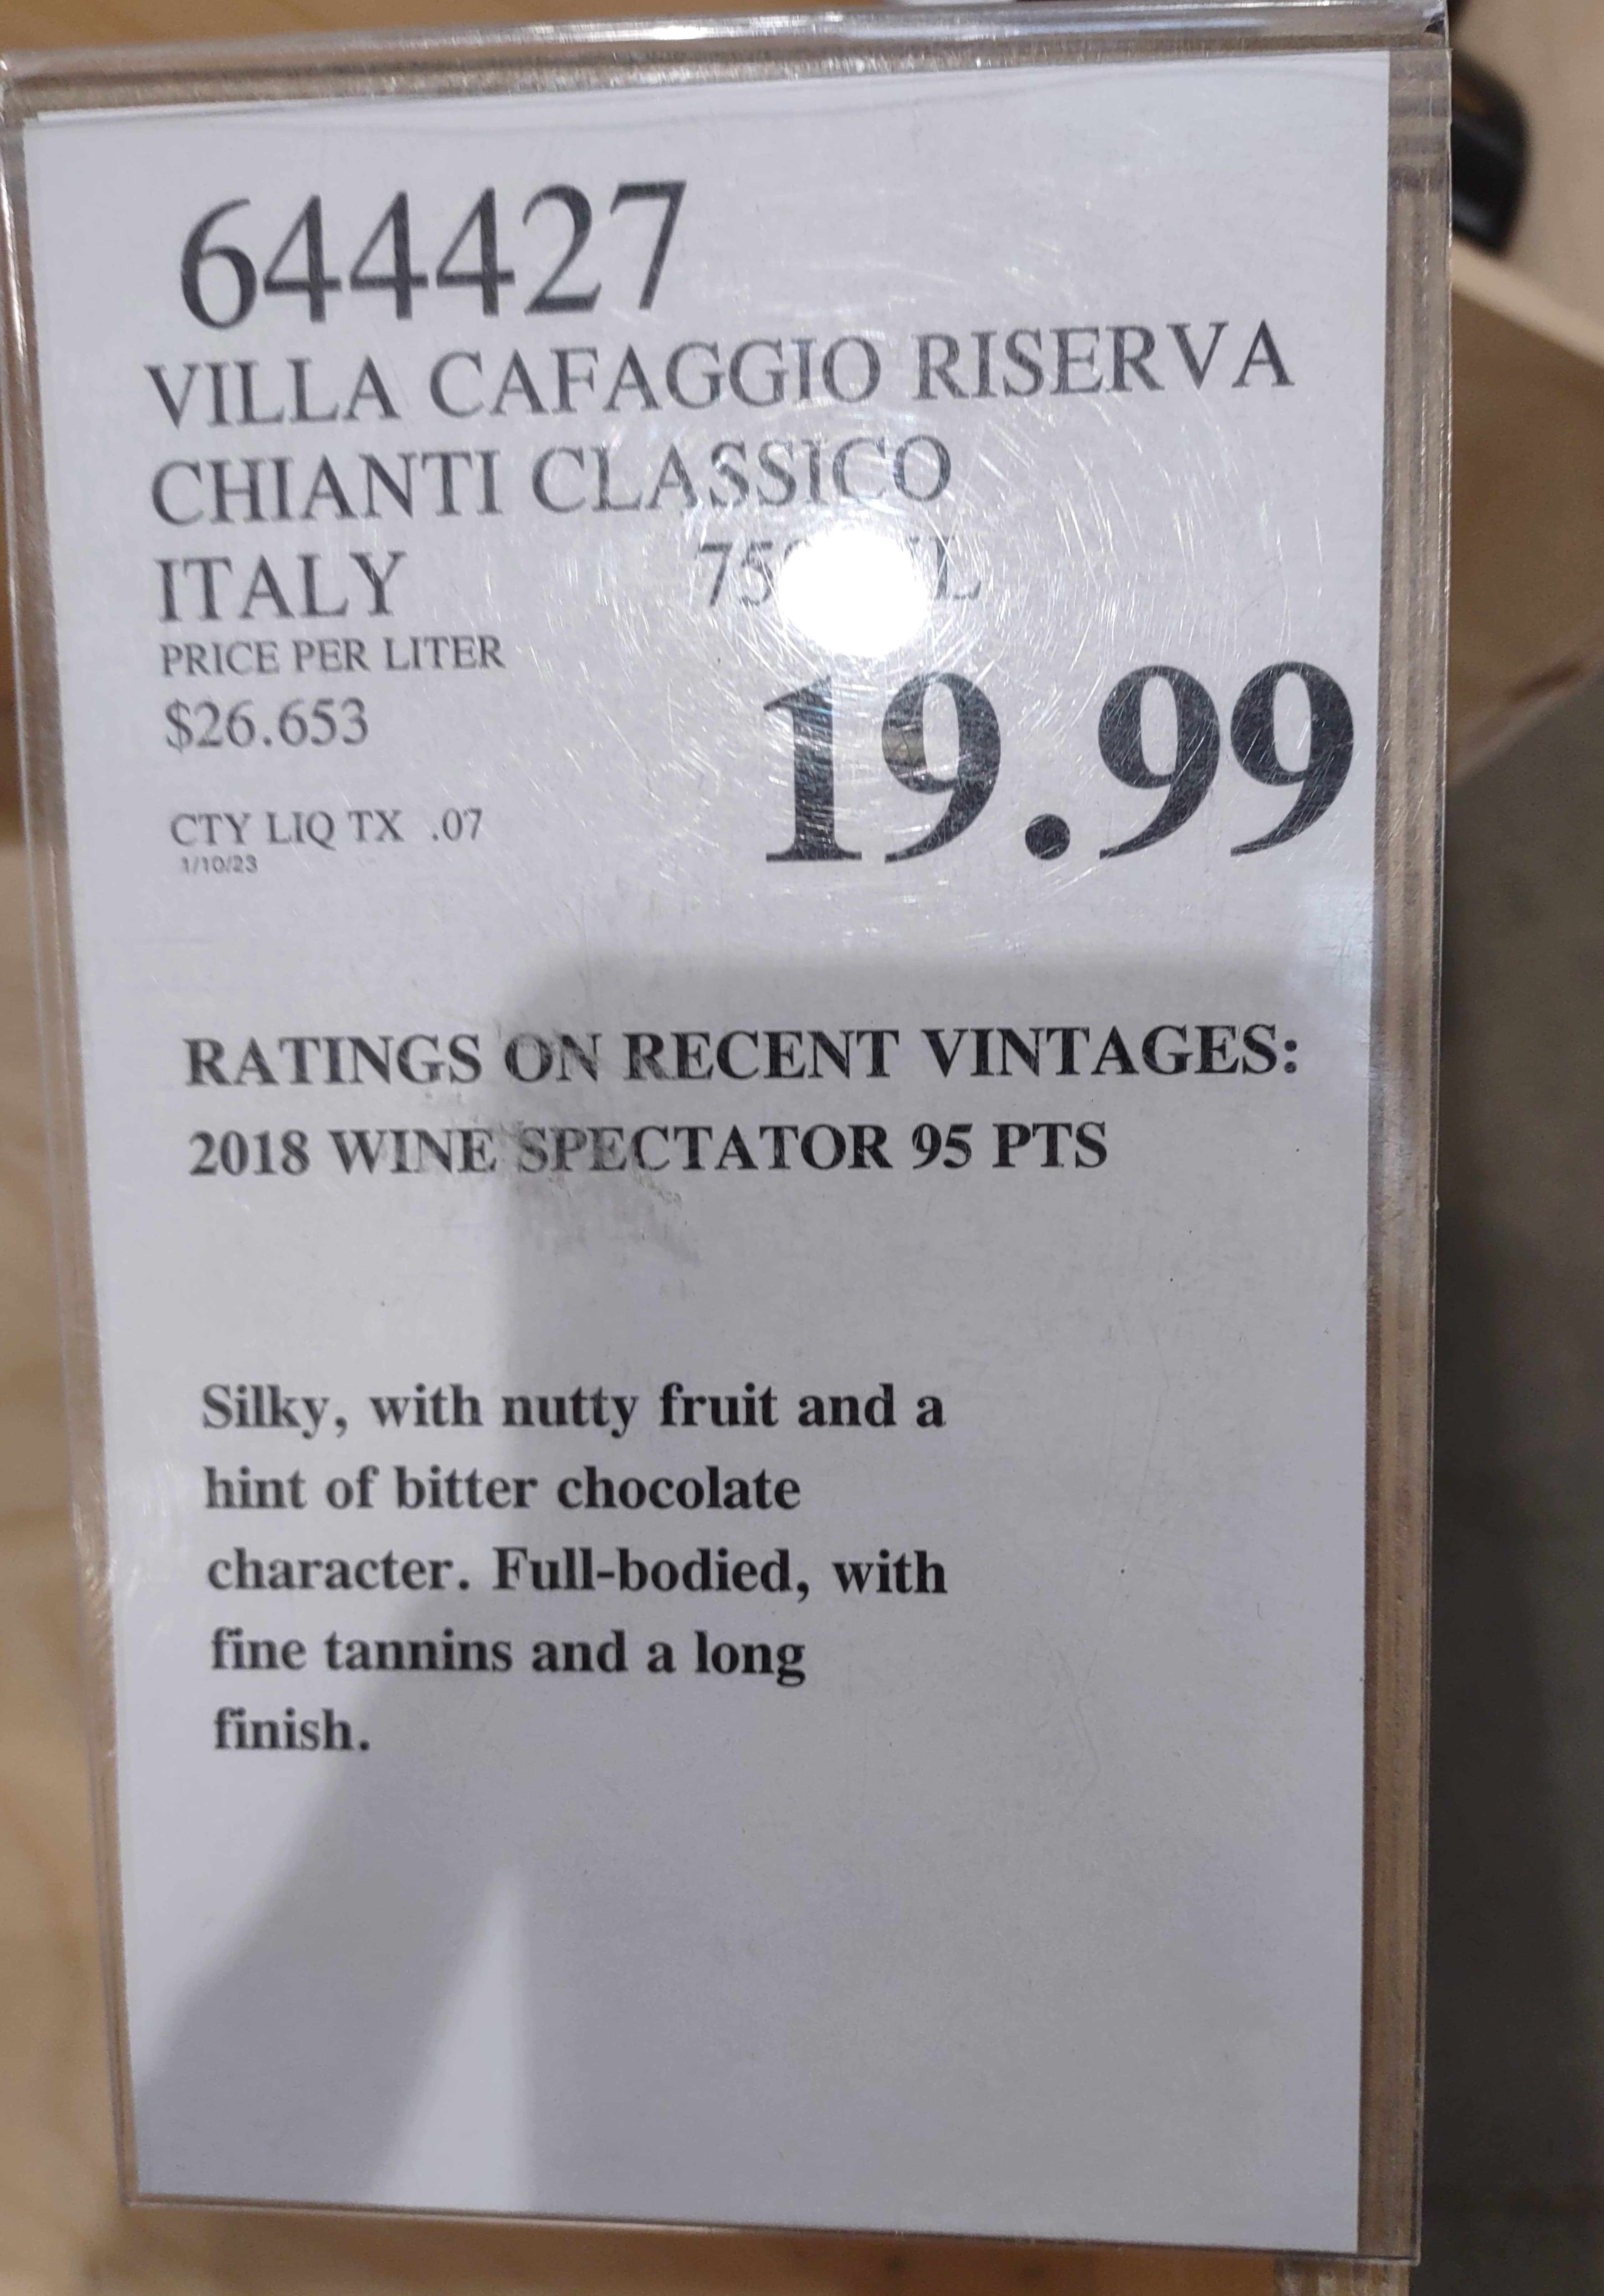 644427
VILLA CAFAGGIO RISERVA
CHIANTI CLASSICO
ITALY
PRICE PER LITER
$26.653
19.99
CTY LIQ TX .07
1/10/23
RATINGS ON RECENT VINTAGES:
2018 WINE SPECTATOR 95 PTS
Silky, with nutty fruit and a
hint of bitter chocolate
character. Full-bodied, with
fine tannins and a long
finish.